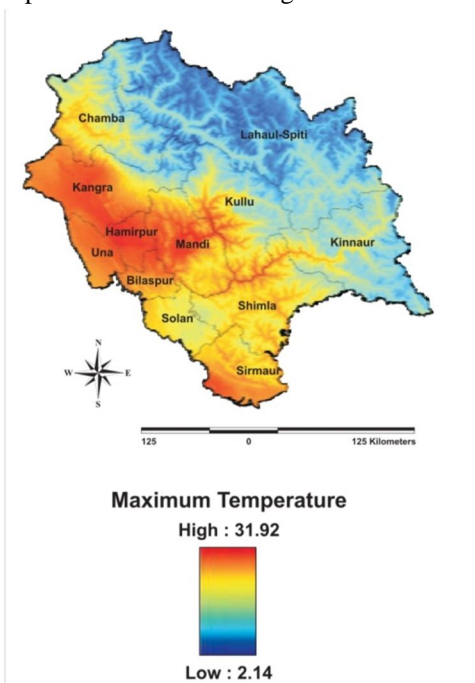 Chamba
Lahaul-Spiti
Kangra
Kullu
Hamirpur
Mandi
Kinnaur
Una
Bilaspur
Shimla
Solan
Sirmaur
N
W E
S
125 0 125 Kilometers
Maximum Temperature
High : 31.92
Low : 2.14